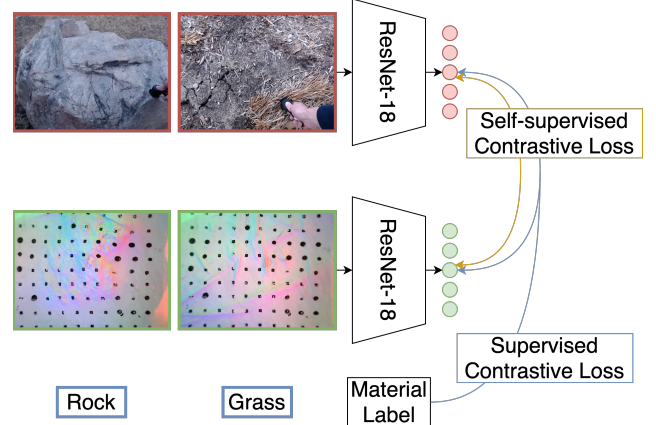 ResNet-18
Self-supervised
Contrastive Loss
ResNet-18
Supervised
Contrastive Loss
Rock
Grass
Material
Label